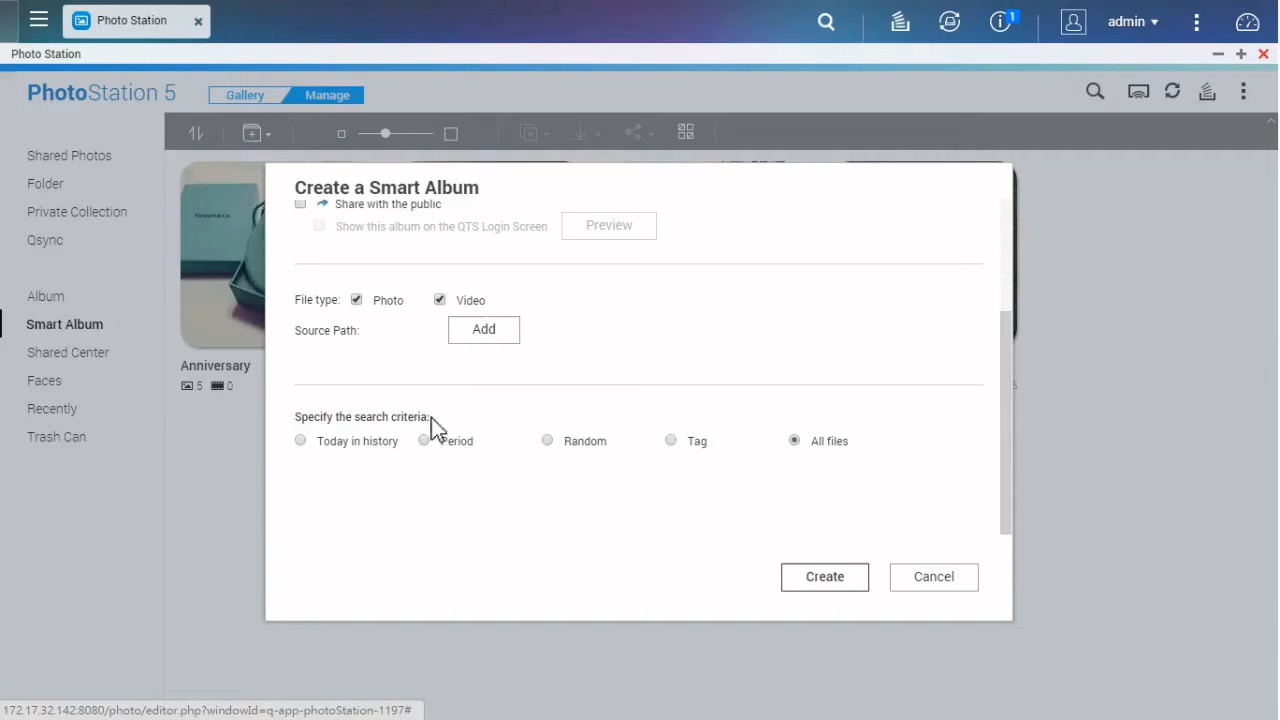 Photo Station
1
admin
Photo Station
PhotoStation 5
Gallery
Manage
Shared Photos
Folder
Private Collection
Qsync
Album
Smart Album
Shared Center
Faces
Recently
Trash Can
Anniversary
5
0
Create a Smart Album
Share with the public
Show this album on the QTS Login Screen
Preview
File type:
Photo
Video
Source Path:
Add
Specify the search criteria:
Today in history
Period
Random
Tag
All files
Create
Cancel
172.17.32.142:8080/photo/editor.php?windowId=q-app-photoStation-1197#